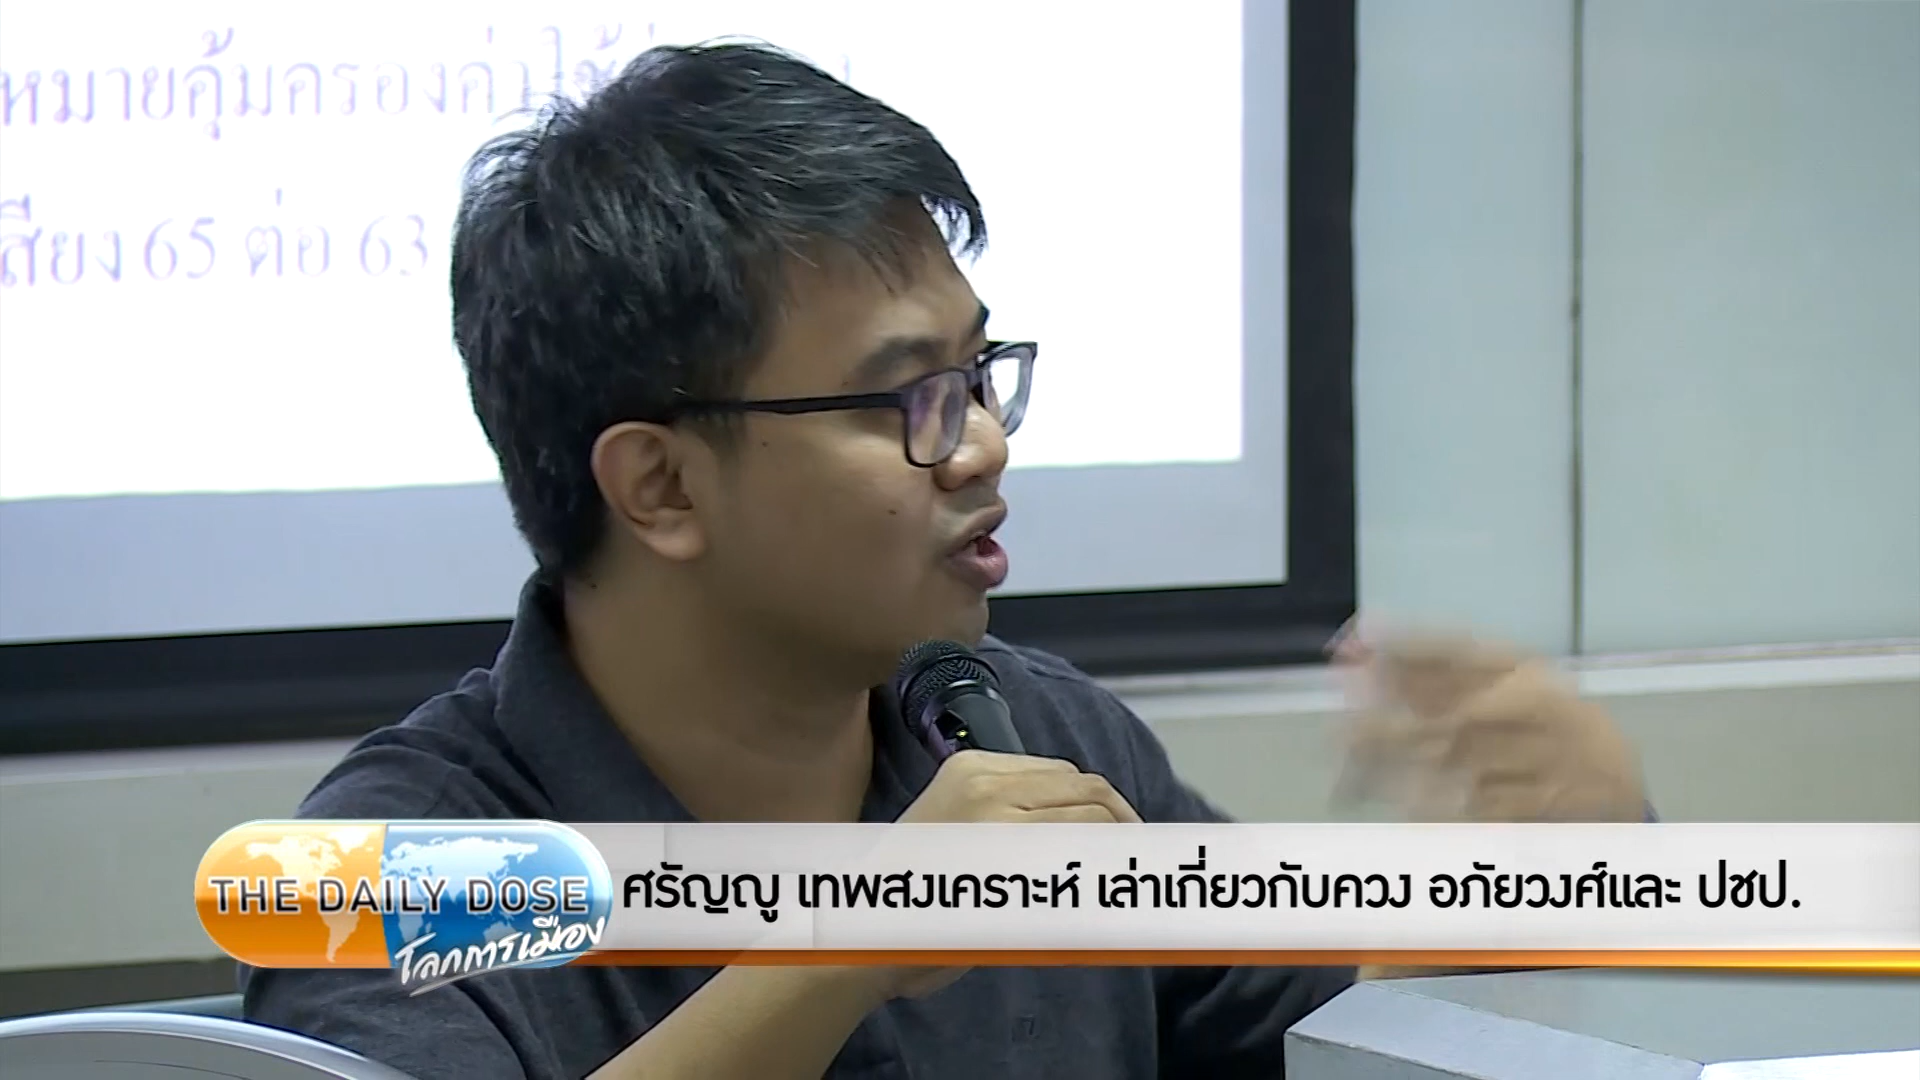 หมายคุ้มครองค่าใช้
สียง 65 ต่อ 63
THE DAILY DOSE
โลกการเมือง
ศรัญญู เทพสงเคราะห์ เล่าเกี่ยวกับควง อภัยวงศ์และ ปชป.